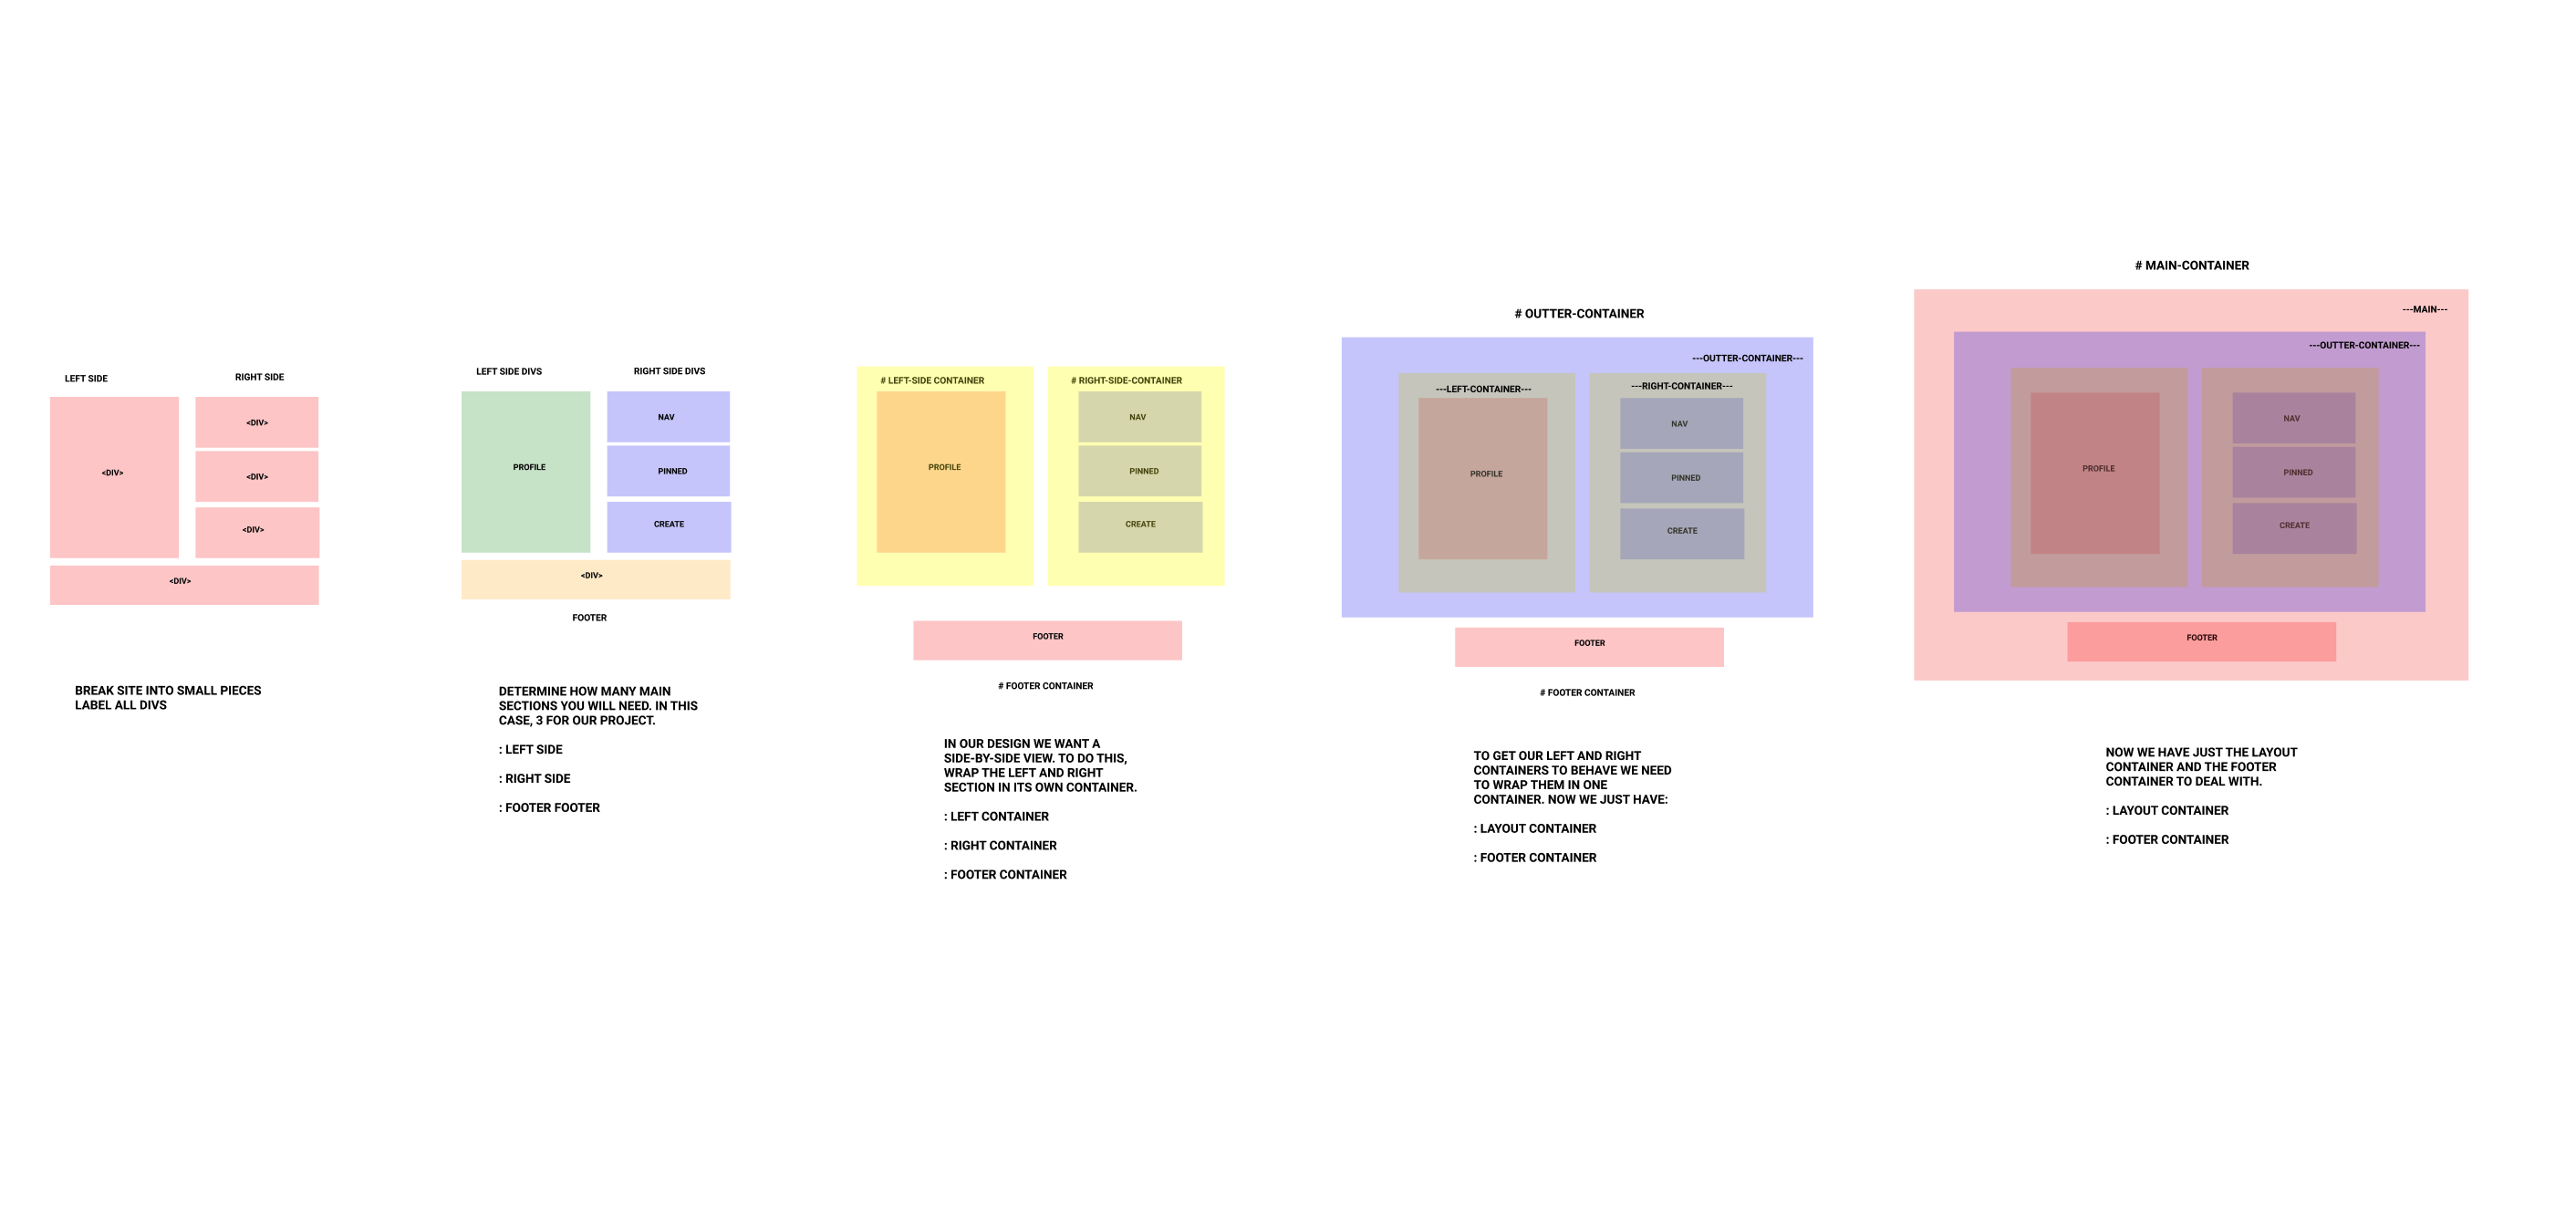 LEFT SIDE
RIGHT SIDE
<DIV>
<DIV>
<DIV>
<DIV>
<DIV>
BREAK SITE INTO SMALL PIECES
LABEL ALL DIVS
LEFT SIDE DIVS
RIGHT SIDE DIVS
PROFILE
NAV
PINNED
CREATE
<DIV>
FOOTER
DETERMINE HOW MANY MAIN
SECTIONS YOU WILL NEED. IN THIS
CASE, 3 FOR OUR PROJECT.
: LEFT SIDE
: RIGHT SIDE
: FOOTER FOOTER
# LEFT-SIDE CONTAINER
# RIGHT-SIDE-CONTAINER
PROFILE
NAV
PINNED
CREATE
FOOTER
# FOOTER CONTAINER
IN OUR DESIGN WE WANT A
SIDE-BY-SIDE VIEW. TO DO THIS,
WRAP THE LEFT AND RIGHT
SECTION IN ITS OWN CONTAINER.
: LEFT CONTAINER
: RIGHT CONTAINER
: FOOTER CONTAINER
# OUTTER-CONTAINER
---OUTTER-CONTAINER---
---LEFT-CONTAINER---
---RIGHT-CONTAINER---
PROFILE
NAV
PINNED
CREATE
FOOTER
# FOOTER CONTAINER
TO GET OUR LEFT AND RIGHT
CONTAINERS TO BEHAVE WE NEED
TO WRAP THEM IN ONE
CONTAINER. NOW WE JUST HAVE:
: LAYOUT CONTAINER
: FOOTER CONTAINER
# MAIN-CONTAINER
---MAIN---
---OUTTER-CONTAINER---
PROFILE
NAV
PINNED
CREATE
FOOTER
NOW WE HAVE JUST THE LAYOUT
CONTAINER AND THE FOOTER
CONTAINER TO DEAL WITH.
: LAYOUT CONTAINER
: FOOTER CONTAINER